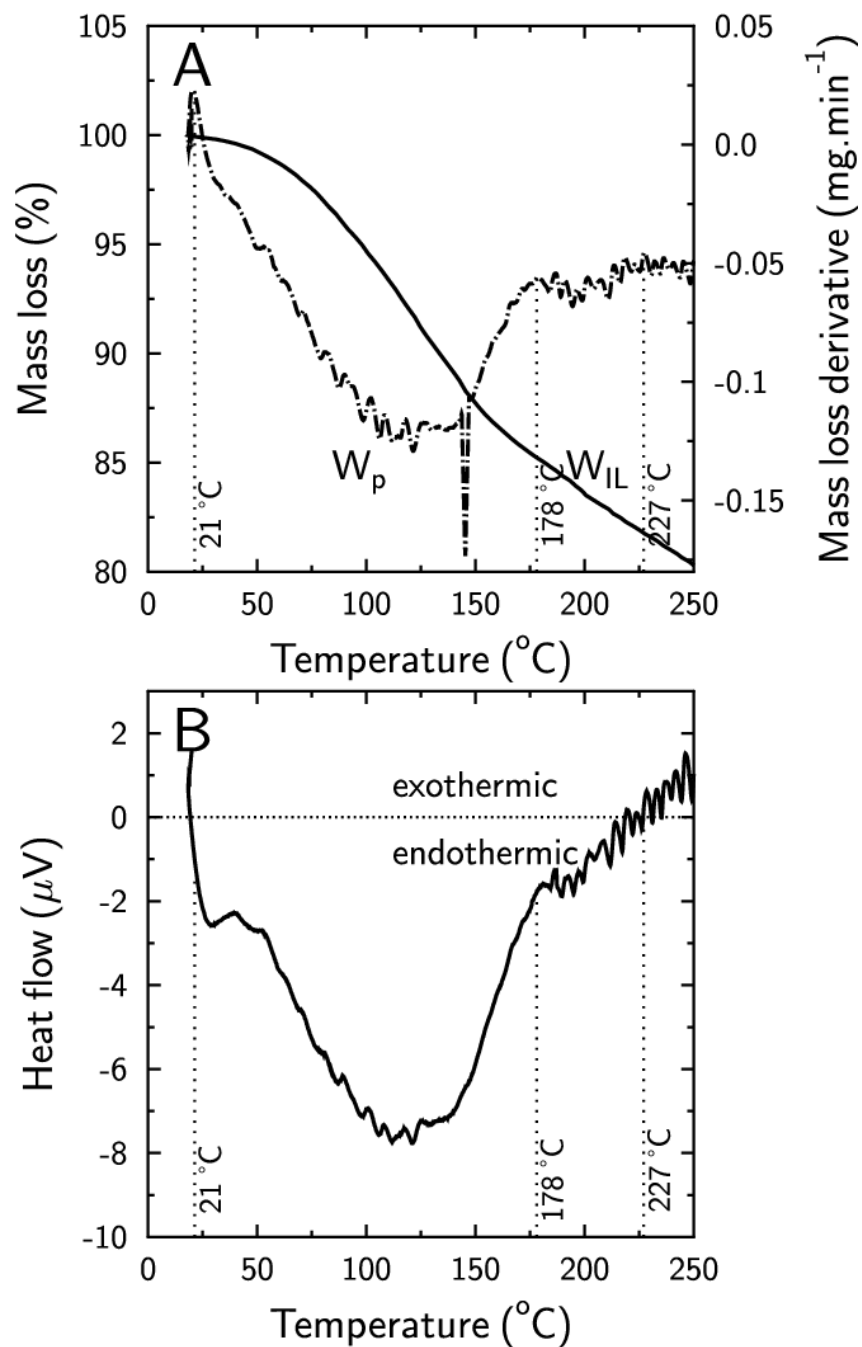 A
105
100
95
90
85
80
Mass loss (%)
0.05
0.0
-0.05
-0.1
-0.15
Mass loss derivative (mg.min⁻¹)
W_p
W_IL
21 °C
178 °C
227 °C
0 50 100 150 200 250
Temperature (°C)
B
2
0
-2
-4
-6
-8
-10
Heat flow (μV)
exothermic
endothermic
21 °C
178 °C
227 °C
0 50 100 150 200 250
Temperature (°C)